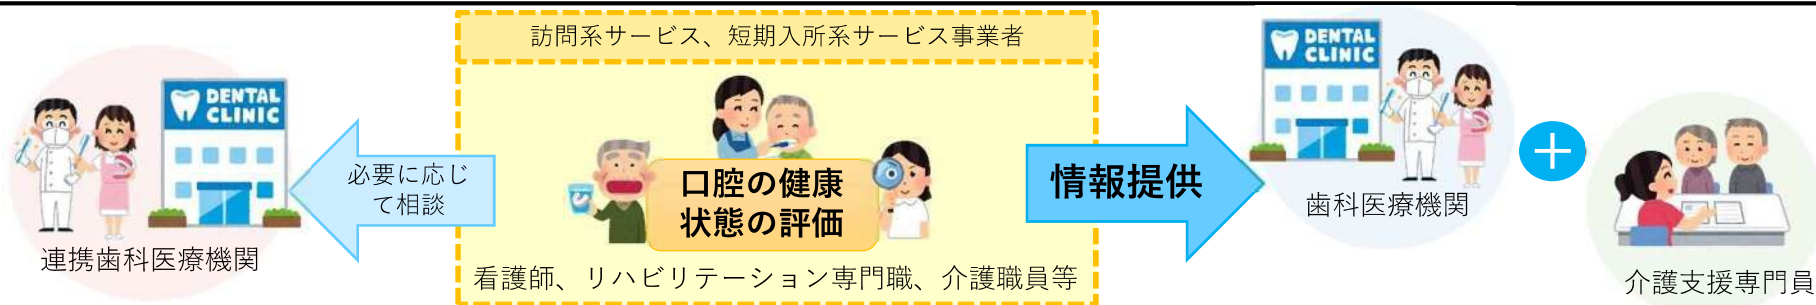 訪問系サービス、短期入所系サービス事業者
DENTAL
CLINIC
必要に応じ
て相談
連携歯科医療機関
口腔の健康
状態の評価
看護師、リハビリテーション専門職、介護職員等
情報提供
DENTAL
CLINIC
歯科医療機関
+
介護支援専門員